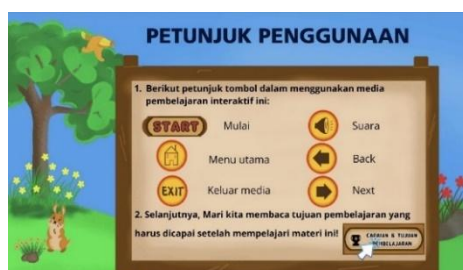 PETUNJUK PENGGUNAAN
1. Berikut petunjuk tombol dalam menggunakan media
pembelajaran interaktif ini:
START Mulai Suara
Menu utama Back
EXIT Keluar media Next
2. Selanjutnya, Mari kita membaca tujuan pembelajaran yang
harus dicapai setelah mempelajari materi ini!
CAPAIAN & TUJUAN
PEMBELAJARAN